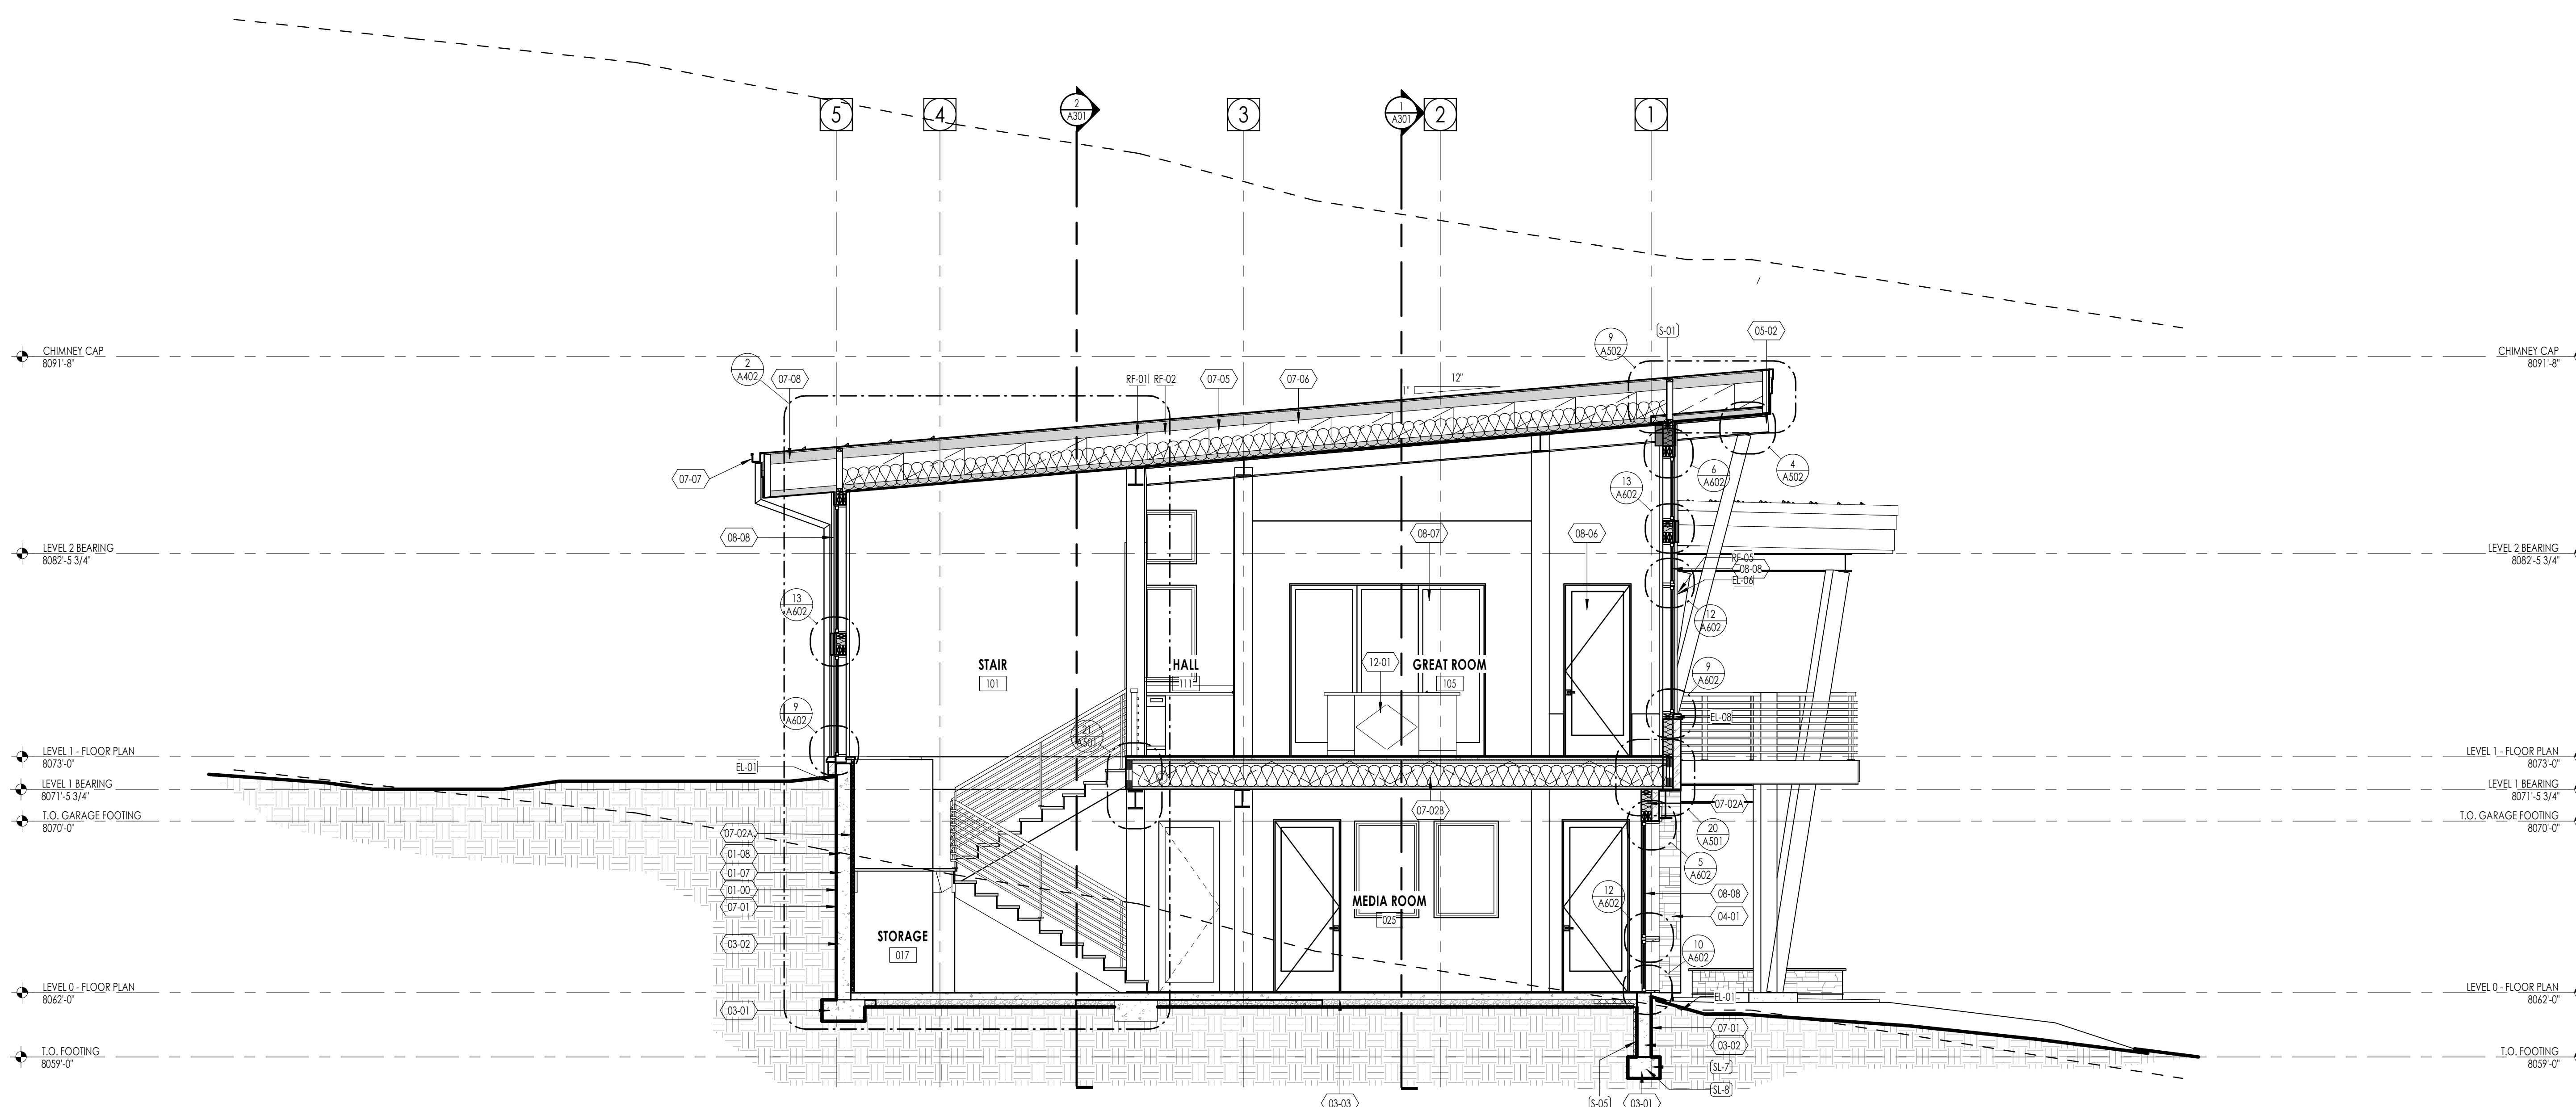 5
4
2
A301
3
1
A301
2
1
CHIMNEY CAP
8091'-8"
CHIMNEY CAP
8091'-8"
2
A402
07-08
RF-01
RF-02
07-05
07-06
1"
12"
9
A502
S-01
05-02
07-07
6
A602
4
A502
13
A602
08-08
08-07
08-06
LEVEL 2 BEARING
8082'-5 3/4"
RF-05
08-08
EL-06
LEVEL 2 BEARING
8082'-5 3/4"
13
A602
12
A602
STAIR
101
HALL
111
12-01
GREAT ROOM
105
9
A602
9
A602
EL-08
21
A501
LEVEL 1 - FLOOR PLAN
8073'-0"
LEVEL 1 - FLOOR PLAN
8073'-0"
EL-01
LEVEL 1 BEARING
8071'-5 3/4"
LEVEL 1 BEARING
8071'-5 3/4"
07-02B
07-02A
T.O. GARAGE FOOTING
8070'-0"
T.O. GARAGE FOOTING
8070'-0"
20
A501
07-02A
01-08
01-07
01-00
07-01
03-02
5
A602
12
A602
08-08
04-01
MEDIA ROOM
025
STORAGE
017
10
A602
LEVEL 0 - FLOOR PLAN
8062'-0"
LEVEL 0 - FLOOR PLAN
8062'-0"
03-01
EL-01
07-01
03-02
T.O. FOOTING
8059'-0"
T.O. FOOTING
8059'-0"
SL-7
SL-8
03-03
S-05
03-01